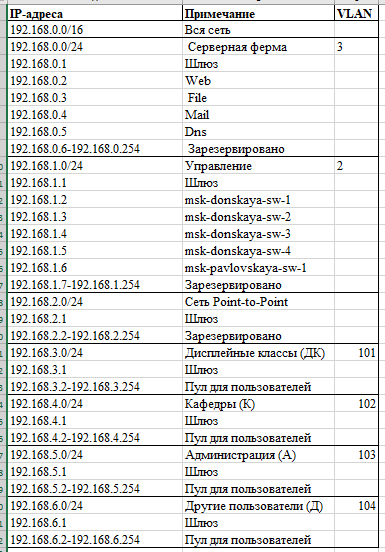 IP-адреса Примечание VLAN
192.168.0.0/16 Вся сеть
192.168.0.0/24 Серверная ферма 3
192.168.0.1 Шлюз
192.168.0.2 Web
192.168.0.3 File
192.168.0.4 Mail
192.168.0.5 Dns
192.168.0.6-192.168.0.254 Зарезервировано
192.168.1.0/24 Управление 2
192.168.1.1 Шлюз
192.168.1.2 msk-donskaya-sw-1
192.168.1.3 msk-donskaya-sw-2
192.168.1.4 msk-donskaya-sw-3
192.168.1.5 msk-donskaya-sw-4
192.168.1.6 msk-pavlovskaya-sw-1
192.168.1.7-192.168.1.254 Зарезервировано
192.168.2.0/24 Сеть Point-to-Point
192.168.2.1 Шлюз
192.168.2.2-192.168.2.254 Зарезервировано
192.168.3.0/24 Дисплейные классы (ДК) 101
192.168.3.1 Шлюз
192.168.3.2-192.168.3.254 Пул для пользователей
192.168.4.0/24 Кафедры (К) 102
192.168.4.1 Шлюз
192.168.4.2-192.168.4.254 Пул для пользователей
192.168.5.0/24 Администрация (А) 103
192.168.5.1 Шлюз
192.168.5.2-192.168.5.254 Пул для пользователей
192.168.6.0/24 Другие пользователи (Д) 104
192.168.6.1 Шлюз
192.168.6.2-192.168.6.254 Пул для пользователей